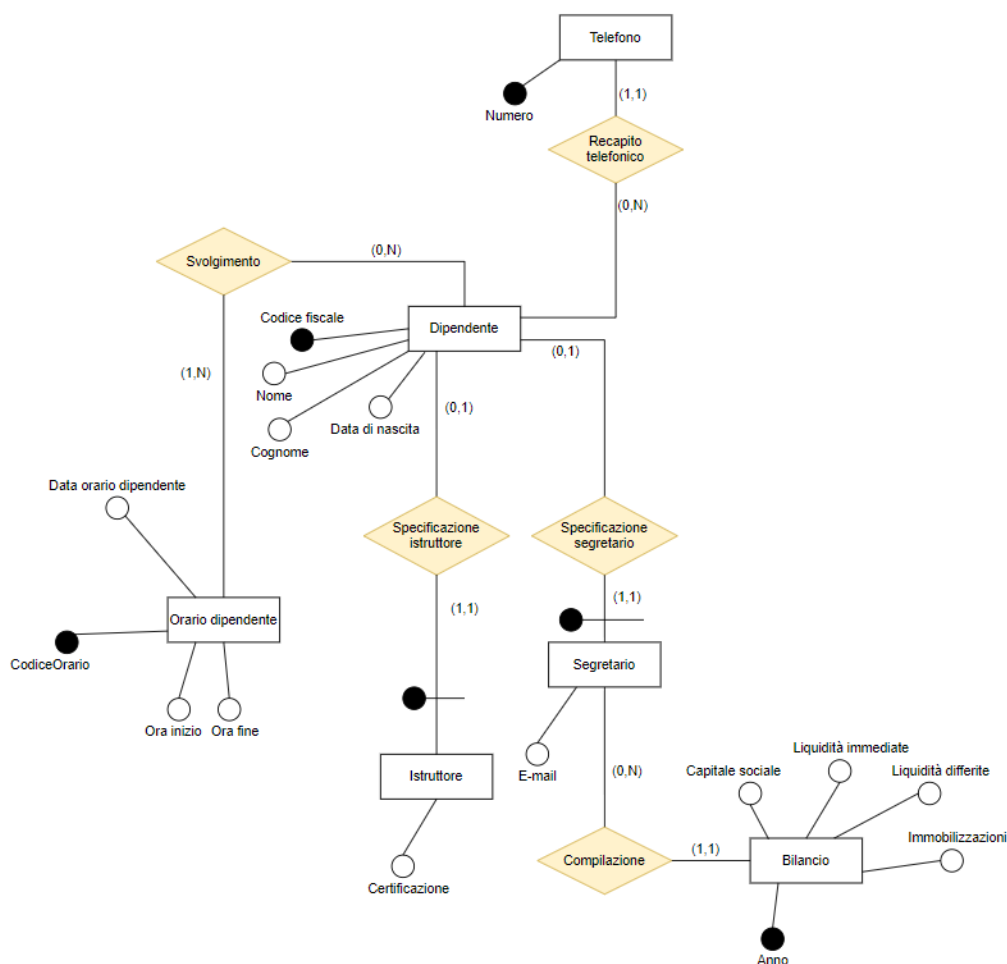 Telefono
(1,1)
Numero
Recapito
telefonico
(0,N)
Svolgimento
(0,N)
Codice fiscale
Dipendente
(0,1)
(1,N)
Nome
(0,1)
Data di nascita
Cognome
Data orario dipendente
Specificazione
istruttore
Specificazione
segretario
(1,1)
(1,1)
Orario dipendente
CodiceOrario
Segretario
Ora inizio
Ora fine
E-mail
(0,N)
Istruttore
Capitale sociale
Liquidità immediate
Liquidità differite
Immobilizzazioni
Compilazione
(1,1)
Bilancio
Certificazione
Anno